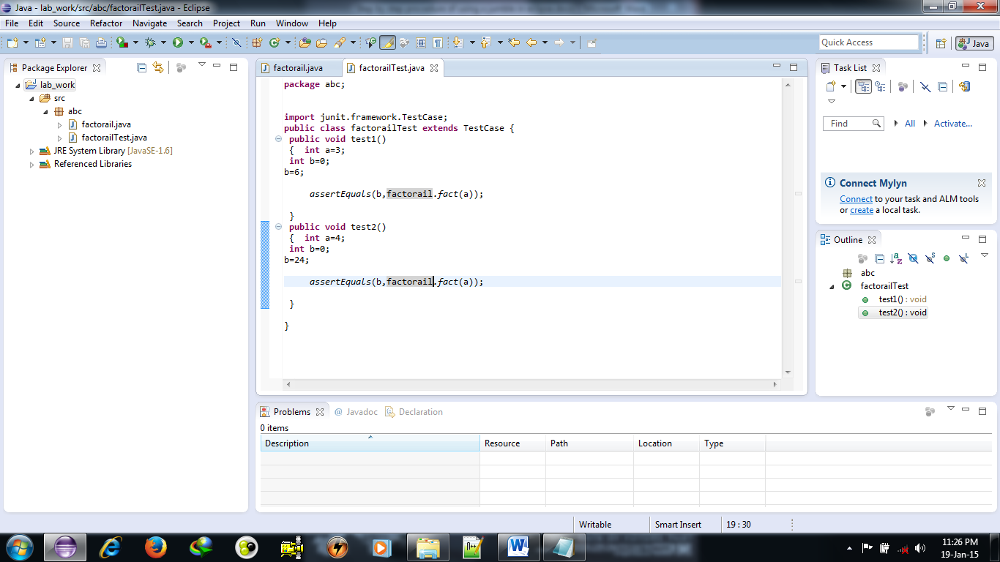 Java - lab_work/src/abc/factorailTest.java - Eclipse
File Edit Source Refactor Navigate Search Project Run Window Help
Quick Access
Java
Package Explorer
lab_work
src
abc
factorail.java
factorailTest.java
JRE System Library [JavaSE-1.6]
Referenced Libraries
factorail.java
factorailTest.java
package abc;
import junit.framework.TestCase;
public class factorailTest extends TestCase {
public void test1()
{  int a=3;
int b=0;
b=6;
assertEquals(b,factorail.fact(a));
}
public void test2()
{  int a=4;
int b=0;
b=24;
assertEquals(b,factorail.fact(a));
}
}
Task List
Find
All
Activate...
Connect Mylyn
Connect to your task and ALM tools
or create a local task.
Outline
abc
factorailTest
test1() : void
test2() : void
Problems
@ Javadoc
Declaration
0 items
Description Resource Path Location Type
Writable
Smart Insert
19 : 30
11:26 PM
19-Jan-15